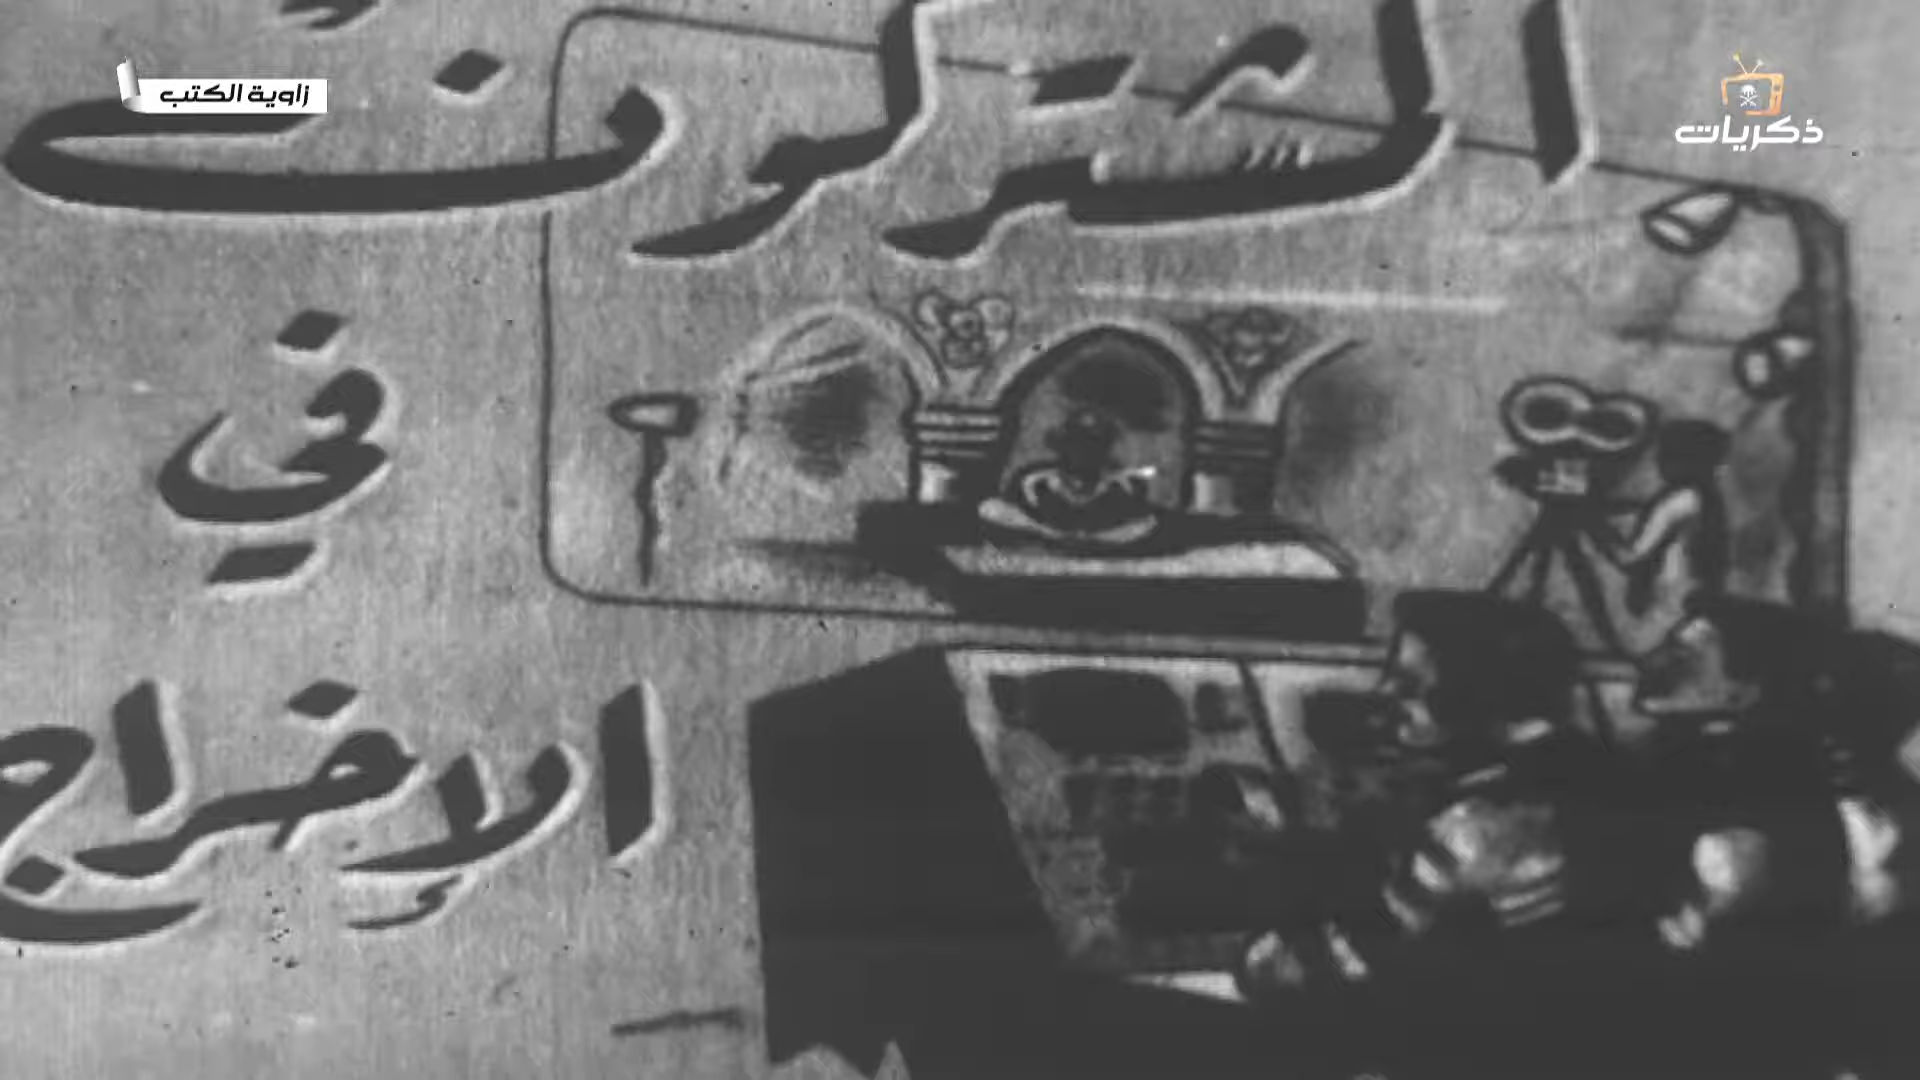 زاوية الكتب
ذكريات
المشتركون
في
الإخراج